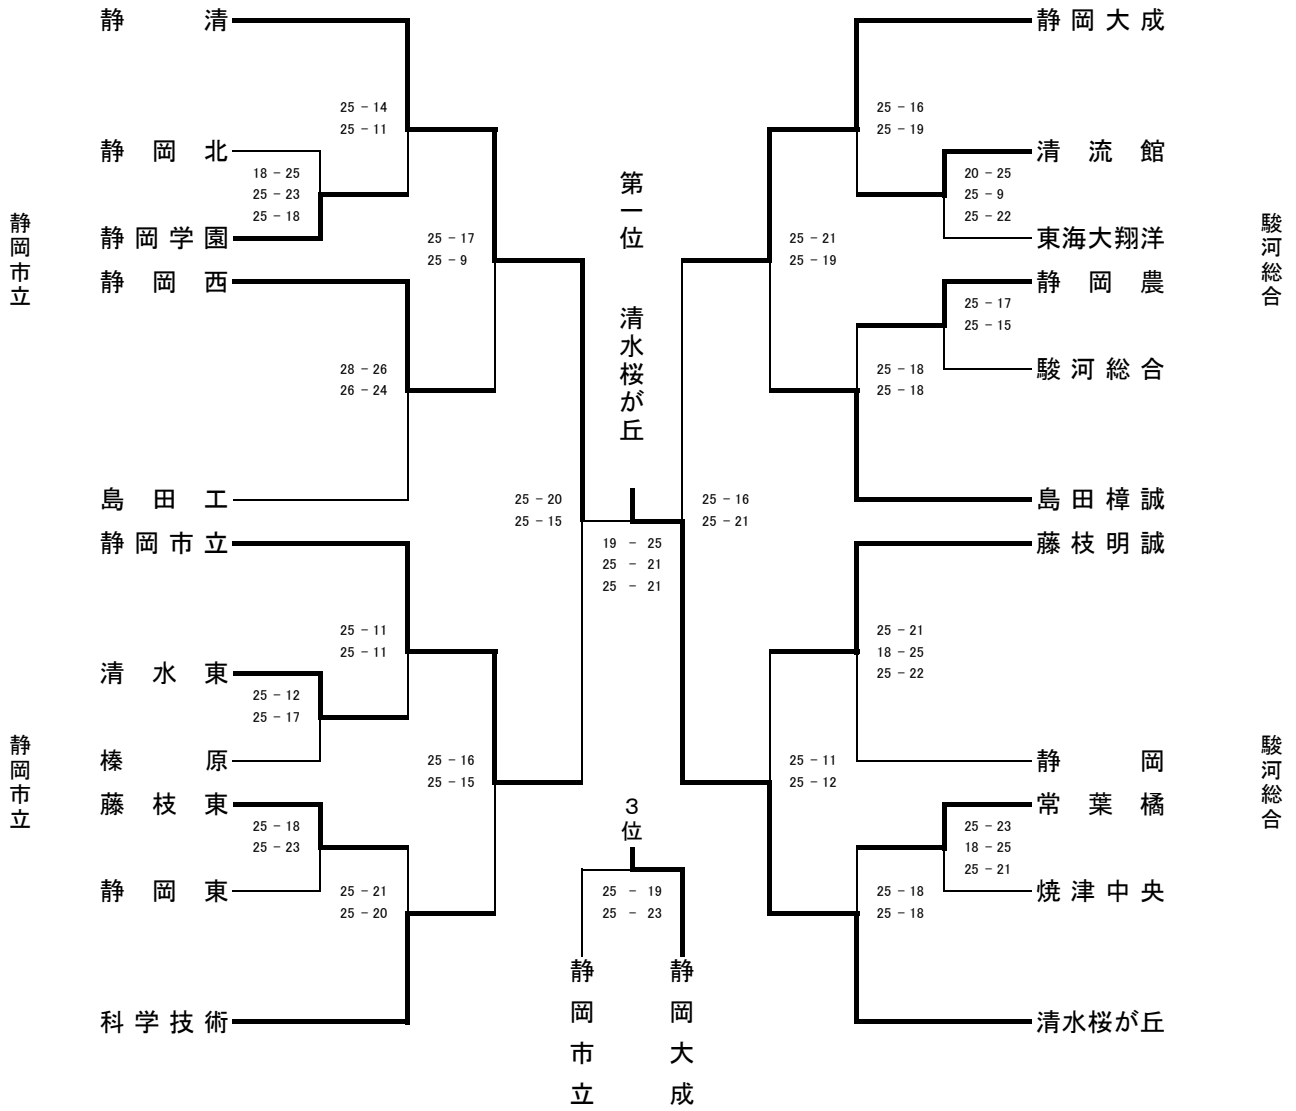 静清
25 - 14
25 - 11
静岡北
18 - 25
25 - 23
25 - 18
静岡学園
静岡市立
25 - 17
25 - 9
静岡西
28 - 26
26 - 24
島田工
25 - 20
25 - 15
静岡市立
25 - 11
25 - 11
清水東
25 - 12
25 - 17
榛原
静岡市立
25 - 16
25 - 15
藤枝東
25 - 18
25 - 23
静岡東
25 - 21
25 - 20
科学技術
第一位 清水桜が丘
19 - 25
25 - 21
25 - 21
3位
25 - 19
25 - 23
静岡市立
静岡大成
静岡大成
25 - 16
25 - 19
清流館
20 - 25
25 - 9
25 - 22
東海大翔洋
駿河総合
25 - 21
25 - 19
静岡農
25 - 17
25 - 15
駿河総合
25 - 18
25 - 18
島田樟誠
25 - 16
25 - 21
藤枝明誠
25 - 21
18 - 25
25 - 22
静岡
駿河総合
25 - 11
25 - 12
常葉橘
25 - 23
18 - 25
25 - 21
焼津中央
25 - 18
25 - 18
清水桜が丘